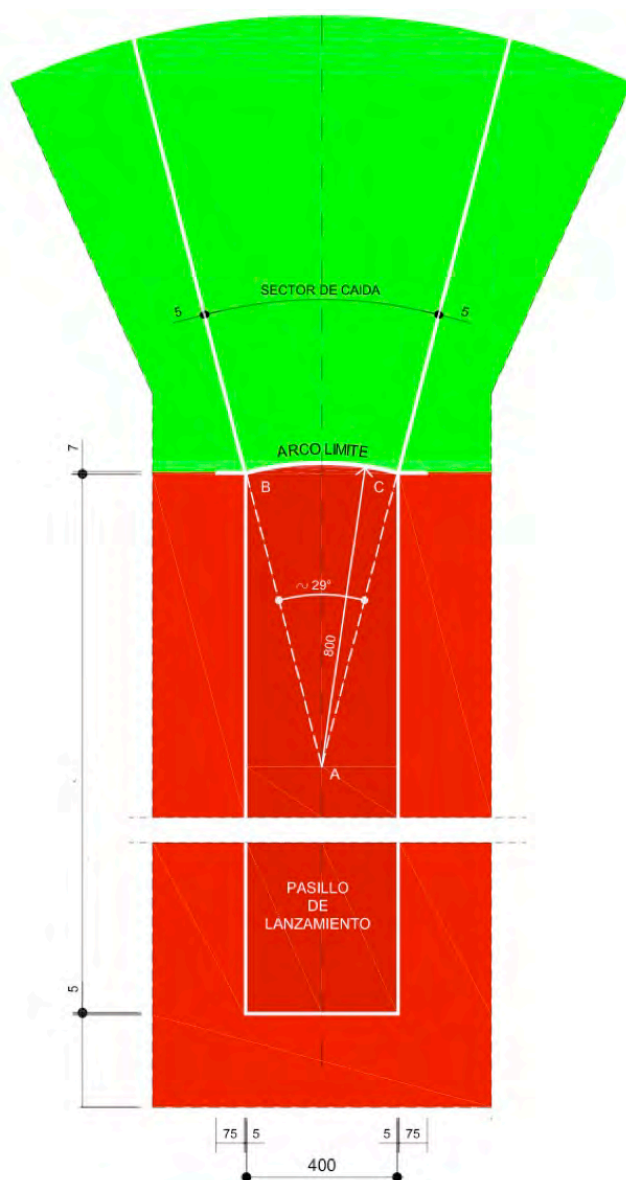 SECTOR DE CAIDA
5
5
7
ARCO LIMITE
B
C
~ 29°
800
A
PASILLO
DE
LANZAMIENTO
5
75
5
5
75
400